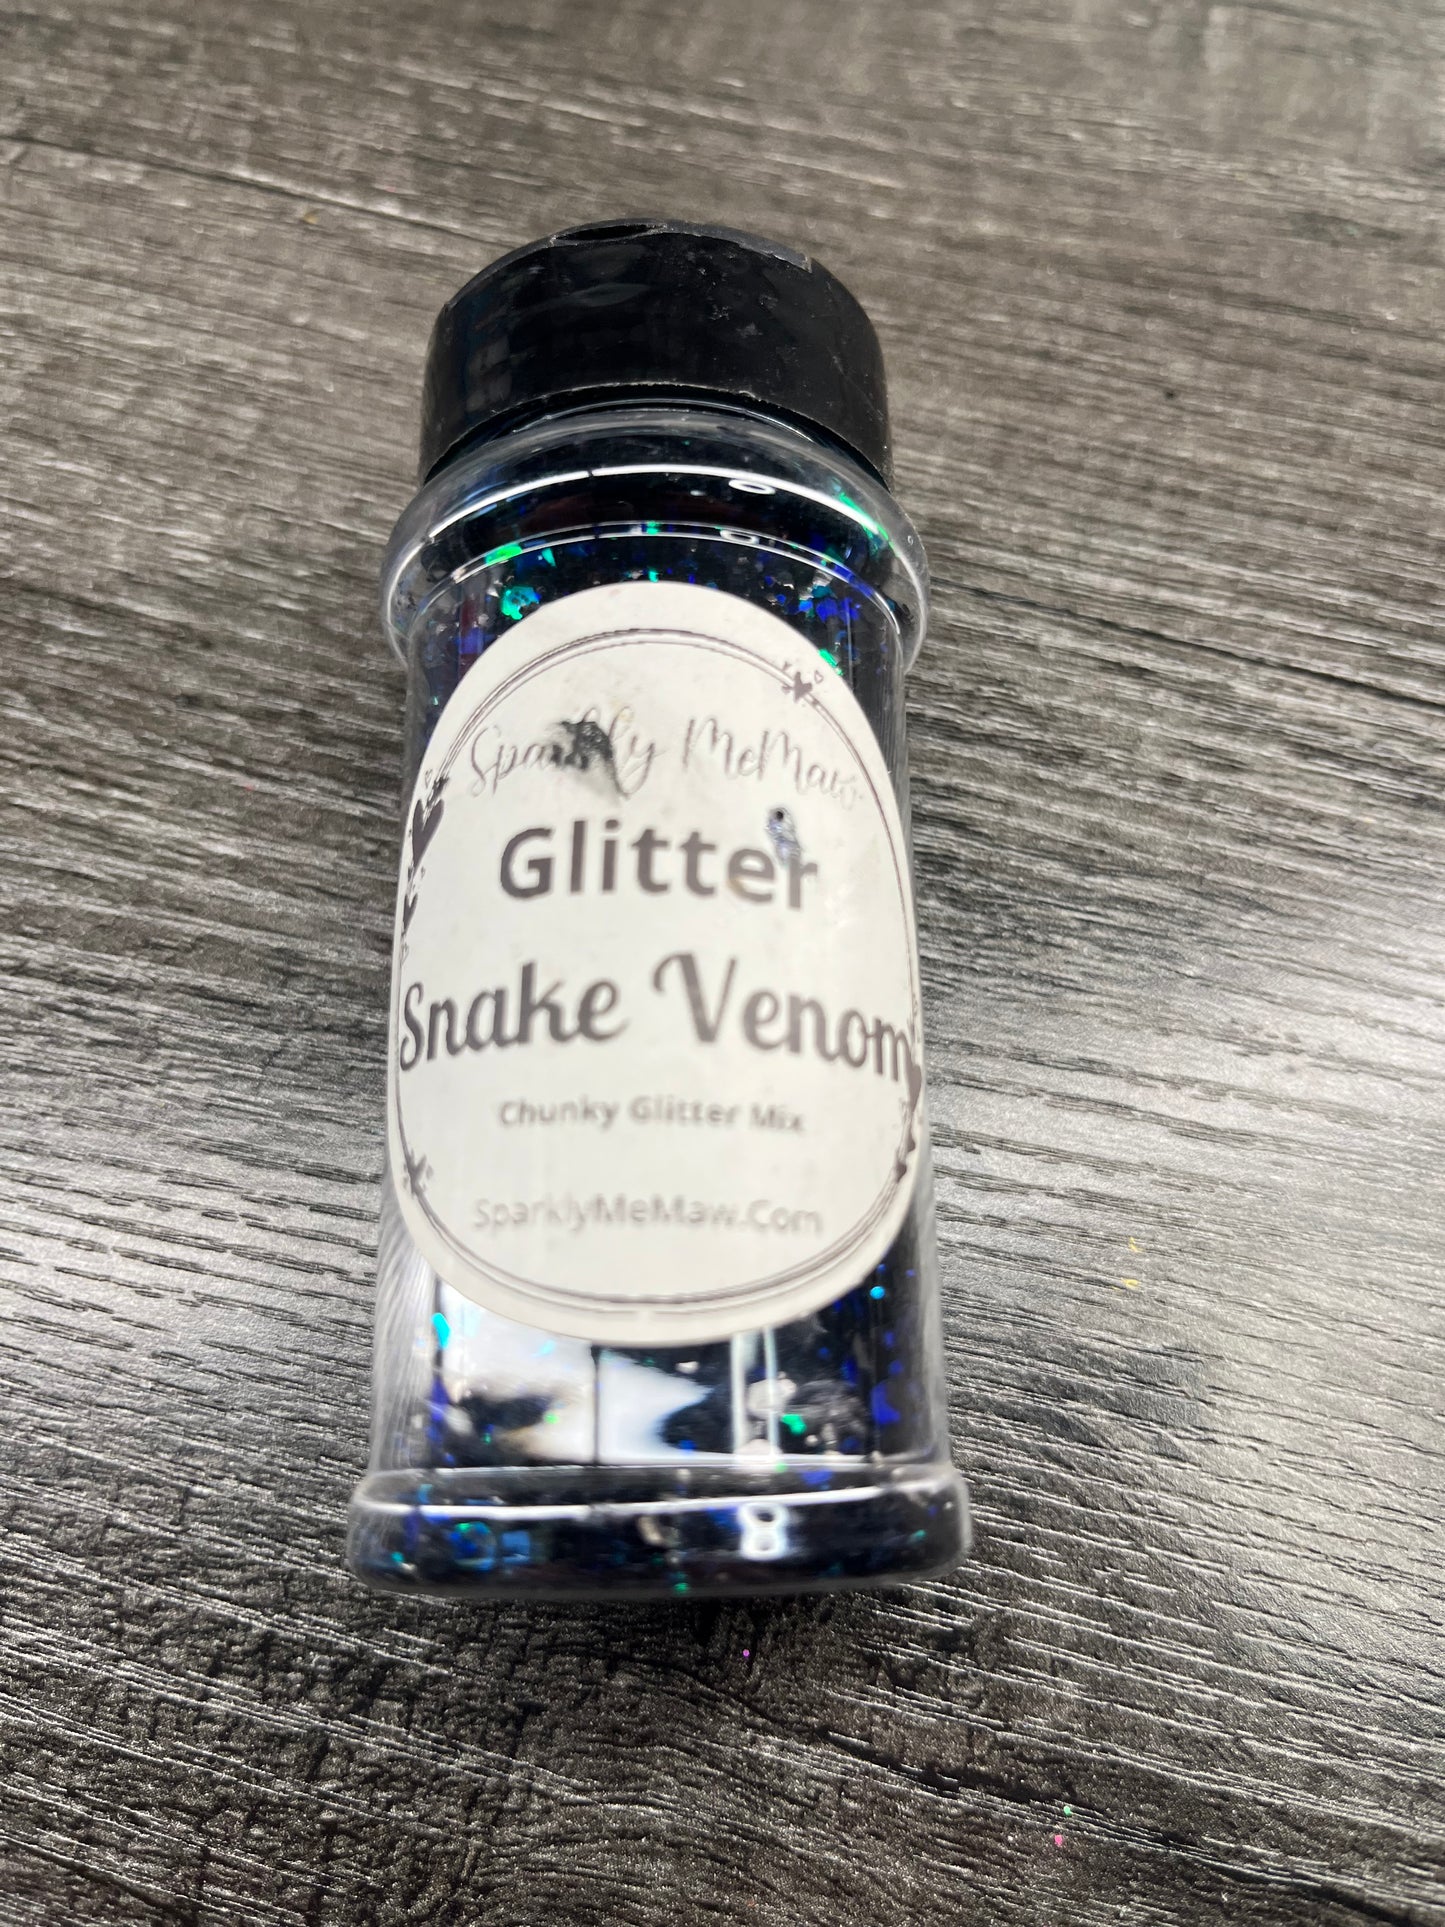 Sparkly MeMaw
Glitter
Snake Venom
Chunky Glitter Mix
SparklyMeMaw.Com